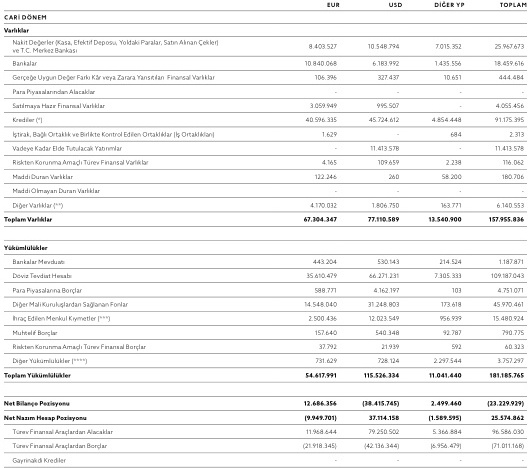 EUR USD DİĞER YP TOPLAM
CARİ DÖNEM
Varlıklar
Nakit Değerler (Kasa, Efektif Deposu, Yoldaki Paralar, Satın Alınan Çekler)
ve T.C. Merkez Bankası 8.403.527 10.548.794 7.015.352 25.967.673
Bankalar 10.840.068 6.183.992 1.435.556 18.459.616
Gerçeğe Uygun Değer Farkı Kâr veya Zarara Yansıtılan Finansal Varlıklar 106.396 327.437 10.651 444.484
Para Piyasalarından Alacaklar - - - -
Satılmaya Hazır Finansal Varlıklar 3.059.949 995.507 - 4.055.456
Krediler (*) 40.596.335 45.724.612 4.854.448 91.175.395
İştirak, Bağlı Ortaklık ve Birlikte Kontrol Edilen Ortaklıklar (İş Ortaklıkları) 1.629 - 684 2.313
Vadeye Kadar Elde Tutulacak Yatırımlar - 11.413.578 - 11.413.578
Riskten Korunma Amaçlı Türev Finansal Varlıklar 4.165 109.659 2.238 116.062
Maddi Duran Varlıklar 122.246 260 58.200 180.706
Maddi Olmayan Duran Varlıklar - - - -
Diğer Varlıklar (**) 4.170.032 1.806.750 163.771 6.140.553
Toplam Varlıklar 67.304.347 77.110.589 13.540.900 157.955.836
Yükümlülükler
Bankalar Mevduatı 443.204 530.143 214.524 1.187.871
Döviz Tevdiat Hesabı 35.610.479 66.271.231 7.305.333 109.187.043
Para Piyasalarına Borçlar 588.771 4.162.197 103 4.751.071
Diğer Mali Kuruluşlardan Sağlanan Fonlar 14.548.040 31.248.803 173.618 45.970.461
İhraç Edilen Menkul Kıymetler (***) 2.500.436 12.023.549 956.939 15.480.924
Muhtelif Borçlar 157.640 540.348 92.787 790.775
Riskten Korunma Amaçlı Türev Finansal Borçlar 37.792 21.939 592 60.323
Diğer Yükümlülükler (****) 731.629 728.124 2.297.544 3.757.297
Toplam Yükümlülükler 54.617.991 115.526.334 11.041.440 181.185.765
Net Bilanço Pozisyonu 12.686.356 (38.415.745) 2.499.460 (23.229.929)
Net Nazım Hesap Pozisyonu (9.949.701) 37.114.158 (1.589.595) 25.574.862
Türev Finansal Araçlardan Alacaklar 11.968.644 79.250.502 5.366.884 96.586.030
Türev Finansal Araçlardan Borçlar (21.918.345) (42.136.344) (6.956.479) (71.011.168)
Gayrinakdi Krediler - - - -